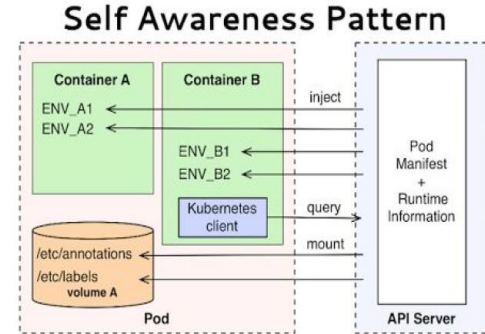 Self Awareness Pattern
Container A
ENV_A1
ENV_A2
Container B
ENV_B1
ENV_B2
Kubernetes
client
inject
query
mount
/etc/annotations
/etc/labels
volume A
Pod
Pod
Manifest
+
Runtime
Information
API Server